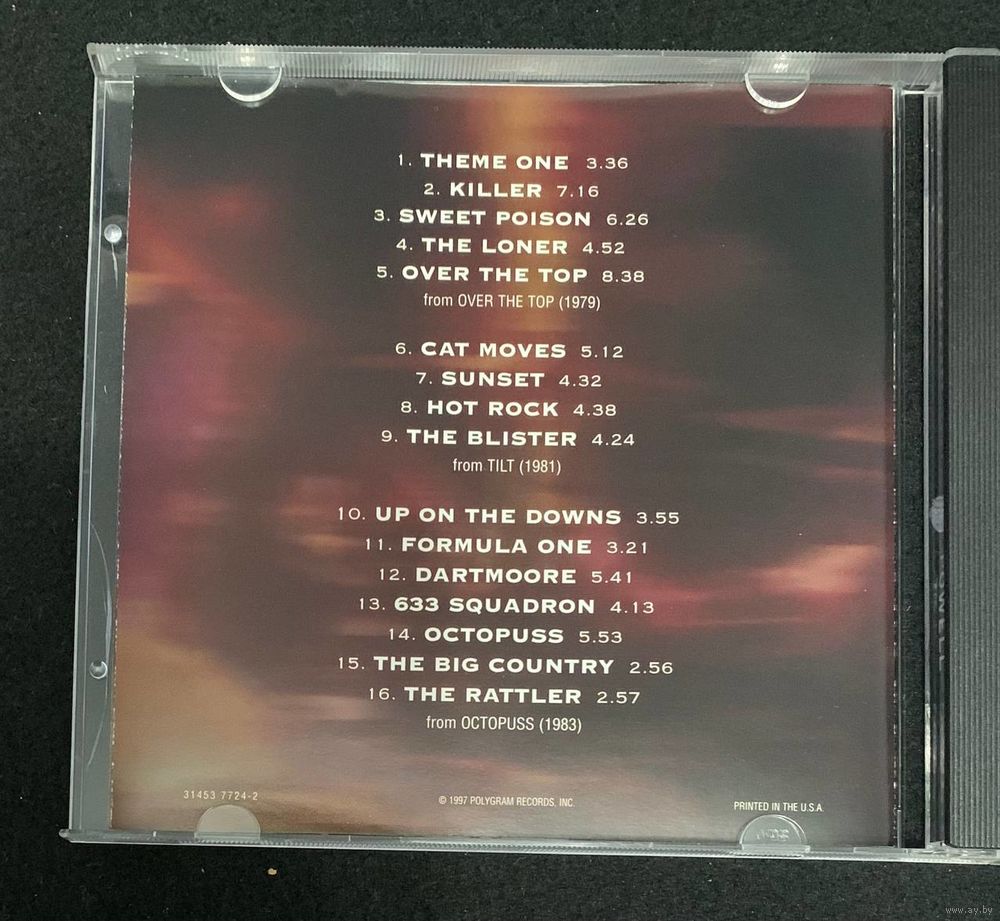 1. THEME ONE 3.36
2. KILLER 7.16
3. SWEET POISON 6.26
4. THE LONER 4.52
5. OVER THE TOP 8.38
from OVER THE TOP (1979)
6. CAT MOVES 5.12
7. SUNSET 4.32
8. HOT ROCK 4.38
9. THE BLISTER 4.24
from TILT (1981)
10. UP ON THE DOWNS 3.55
11. FORMULA ONE 3.21
12. DARTMOORE 5.41
13. 633 SQUADRON 4.13
14. OCTOPUSS 5.53
15. THE BIG COUNTRY 2.56
16. THE RATTLER 2.57
from OCTOPUSS (1983)
31453 7724-2
© 1997 POLYGRAM RECORDS, INC.
PRINTED IN THE U.S.A.
www.ay.by